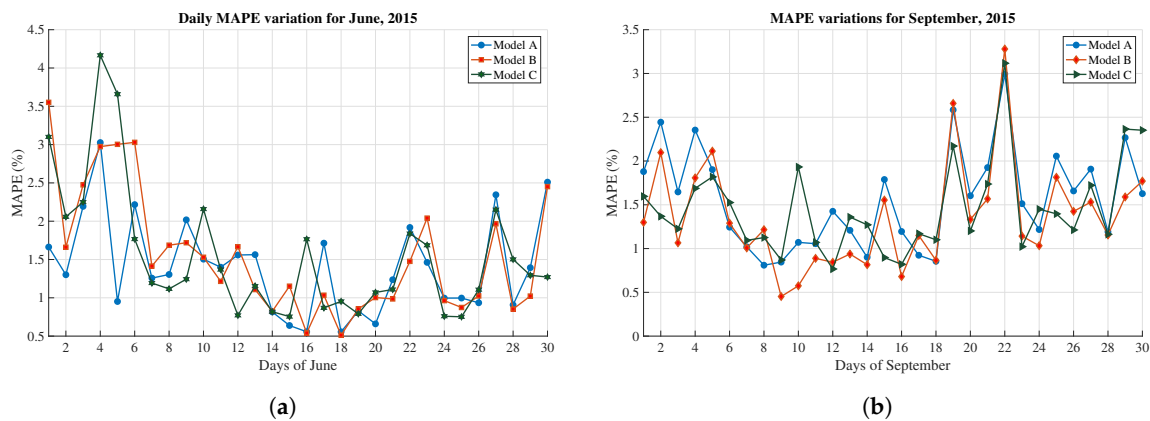 Daily MAPE variation for June, 2015
4.5
4
3.5
3
2.5
2
1.5
1
0.5
MAPE (%)
Model A
Model B
Model C
2 4 6 8 10 12 14 16 18 20 22 24 26 28 30
Days of June
(a)
MAPE variations for September, 2015
3.5
3
2.5
2
1.5
1
0.5
0
MAPE (%)
Model A
Model B
Model C
2 4 6 8 10 12 14 16 18 20 22 24 26 28 30
Days of September
(b)